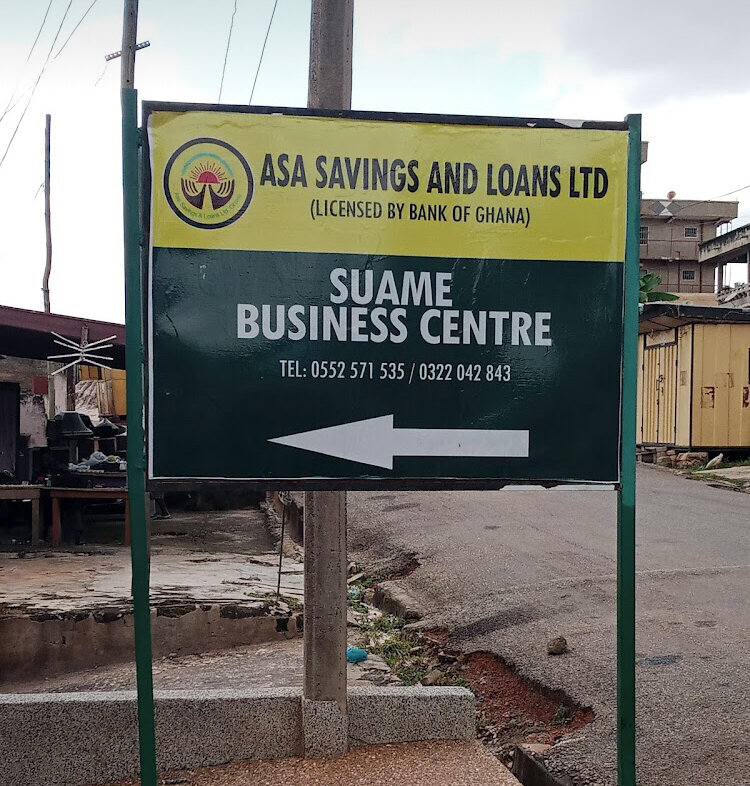 ASA SAVINGS AND LOANS LTD
(LICENSED BY BANK OF GHANA)
SUAME
BUSINESS CENTRE
TEL: 0552 571 535 / 0322 042 843